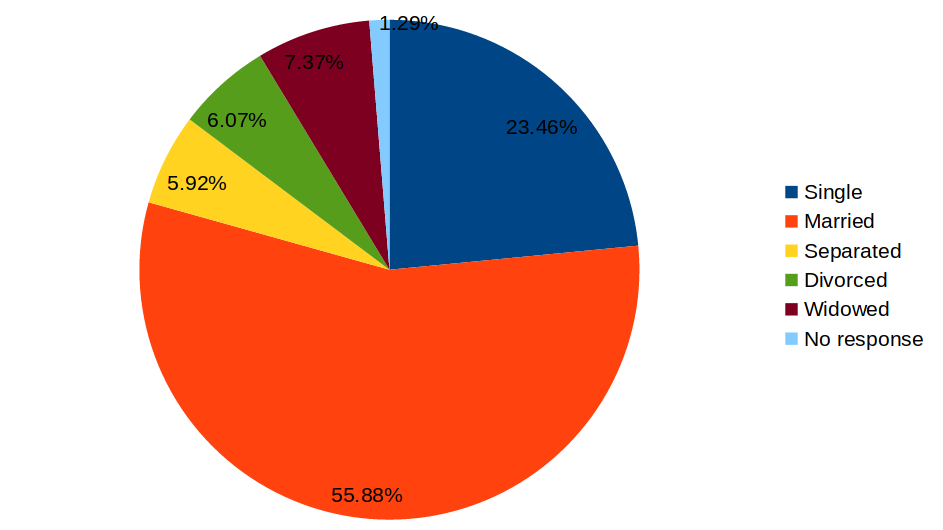 1.29%
7.37%
6.07%
23.46%
5.92%
55.88%
Single
Married
Separated
Divorced
Widowed
No response